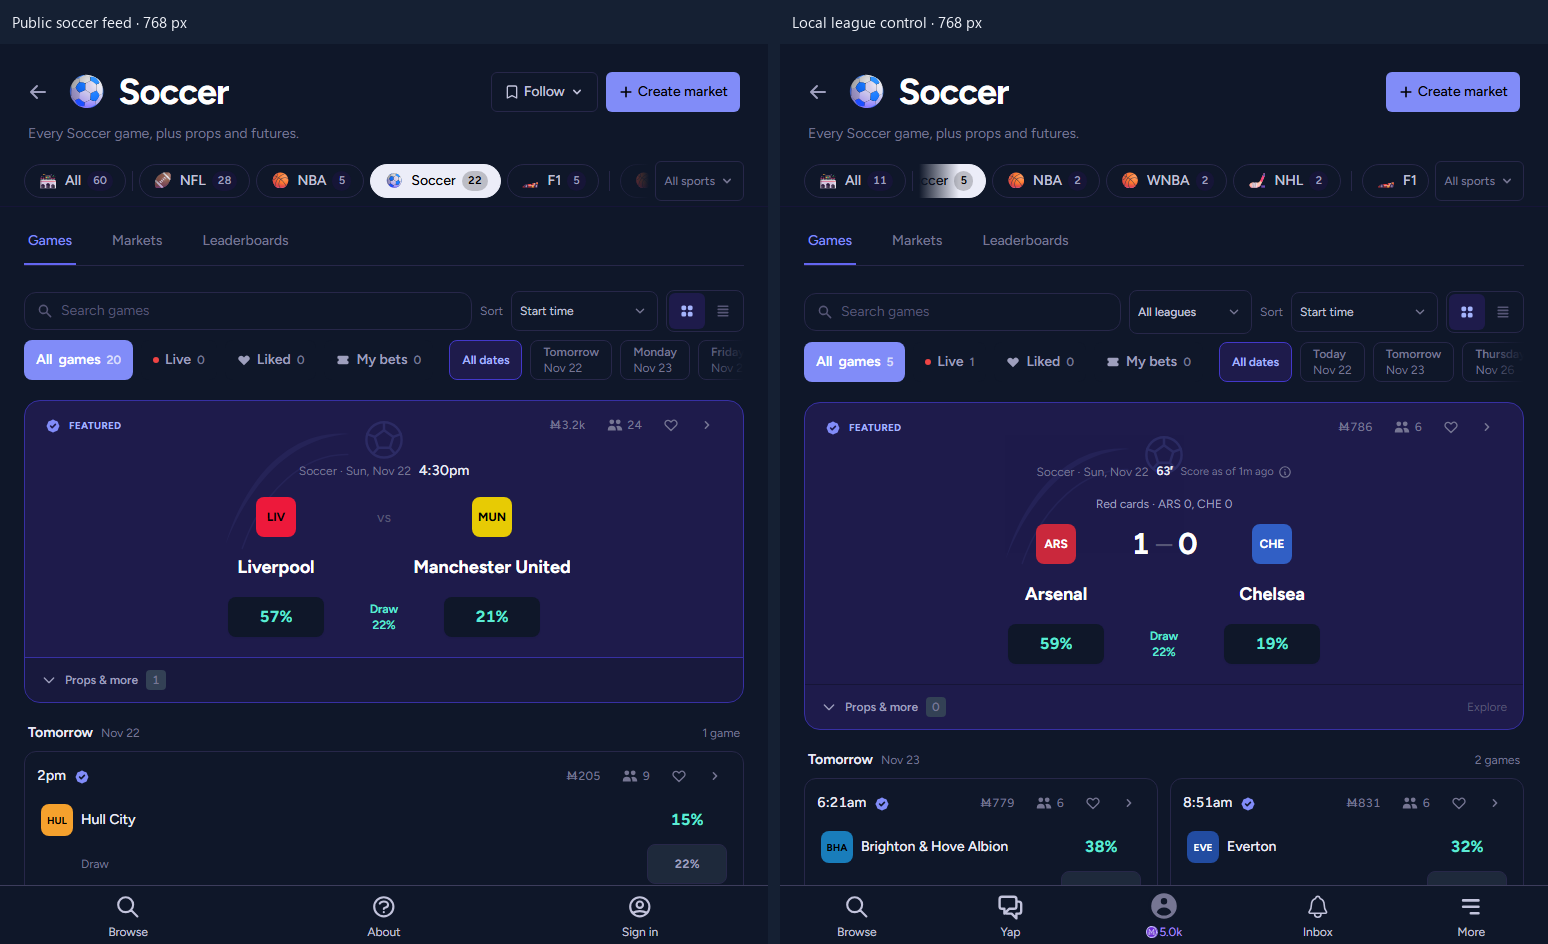 Public soccer feed · 768 px
Soccer
Follow
Create market
Every Soccer game, plus props and futures.
All 60
NFL 28
NBA 5
Soccer 22
F1 5
All sports
Games
Markets
Leaderboards
Search games
Sort
Start time
All games 20
Live 0
Liked 0
My bets 0
All dates
Tomorrow
Nov 22
Monday
Nov 23
FEATURED
M3.2k
24
Soccer · Sun, Nov 22 4:30pm
LIV
VS
MUN
Liverpool
Manchester United
57%
Draw
22%
21%
Props & more 1
Tomorrow Nov 22
1 game
2pm
M205
9
HUL
Hull City
15%
Draw
22%
Browse
About
Sign in
Local league control · 768 px
Soccer
Create market
Every Soccer game, plus props and futures.
All 11
ccer 5
NBA 2
WNBA 2
NHL 2
F1
All sports
Games
Markets
Leaderboards
Search games
All leagues
Sort
Start time
All games 5
Live 1
Liked 0
My bets 0
All dates
Today
Nov 22
Tomorrow
Nov 23
Nov 26
FEATURED
M786
6
Soccer · Sun, Nov 22 63' Score as of 1m ago
Red cards · ARS 0, CHE 0
ARS
1 — 0
CHE
Arsenal
Chelsea
59%
Draw
22%
19%
Props & more 0
Explore
Tomorrow Nov 23
2 games
6:21am
M779
6
BHA
Brighton & Hove Albion
38%
8:51am
M831
6
EVE
Everton
32%
Browse
Yap
M5.0k
Inbox
More